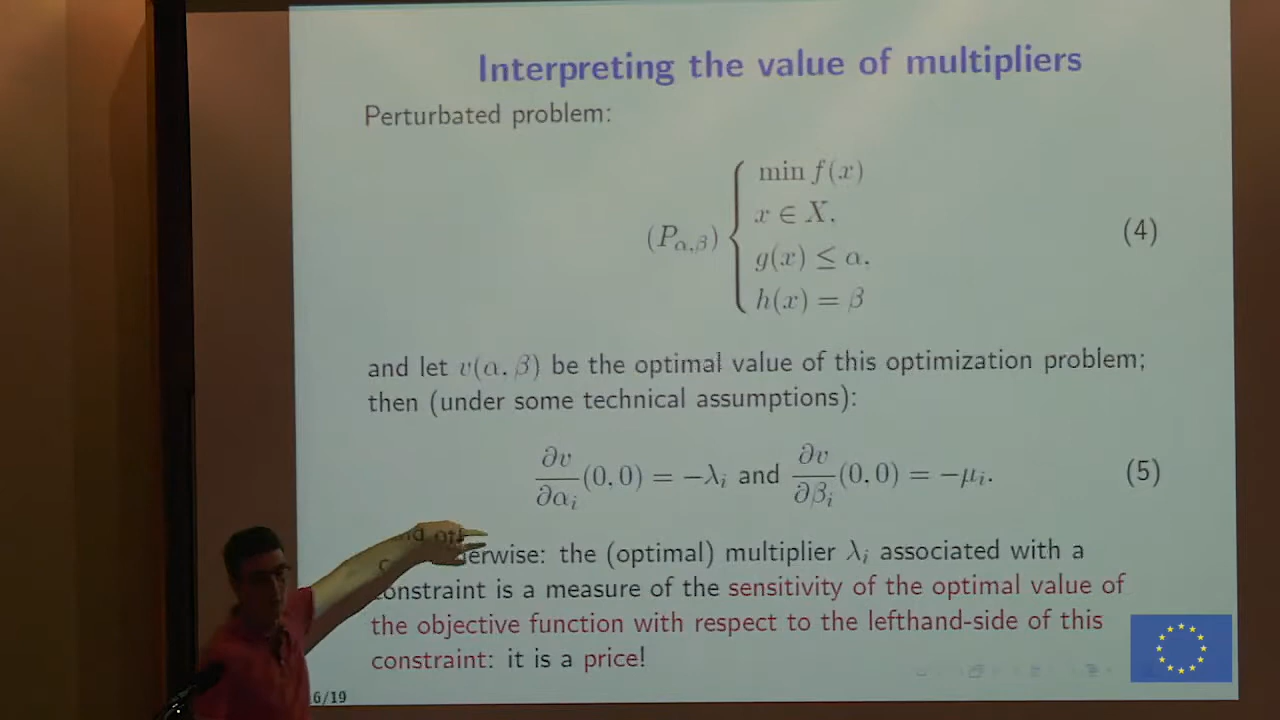 Interpreting the value of multipliers
Perturbated problem:
min f(x)
x ∈ X,
(P_{α,β})
g(x) ≤ α,
h(x) = β
(4)
and let v(α, β) be the optimal value of this optimization problem;
then (under some technical assumptions):
∂v/∂α_i (0, 0) = −λ_i and ∂v/∂β_i (0, 0) = −μ_i.
(5)
erwise: the (optimal) multiplier λ_i associated with a
constraint is a measure of the sensitivity of the optimal value of
the objective function with respect to the lefthand-side of this
constraint: it is a price!
6/19